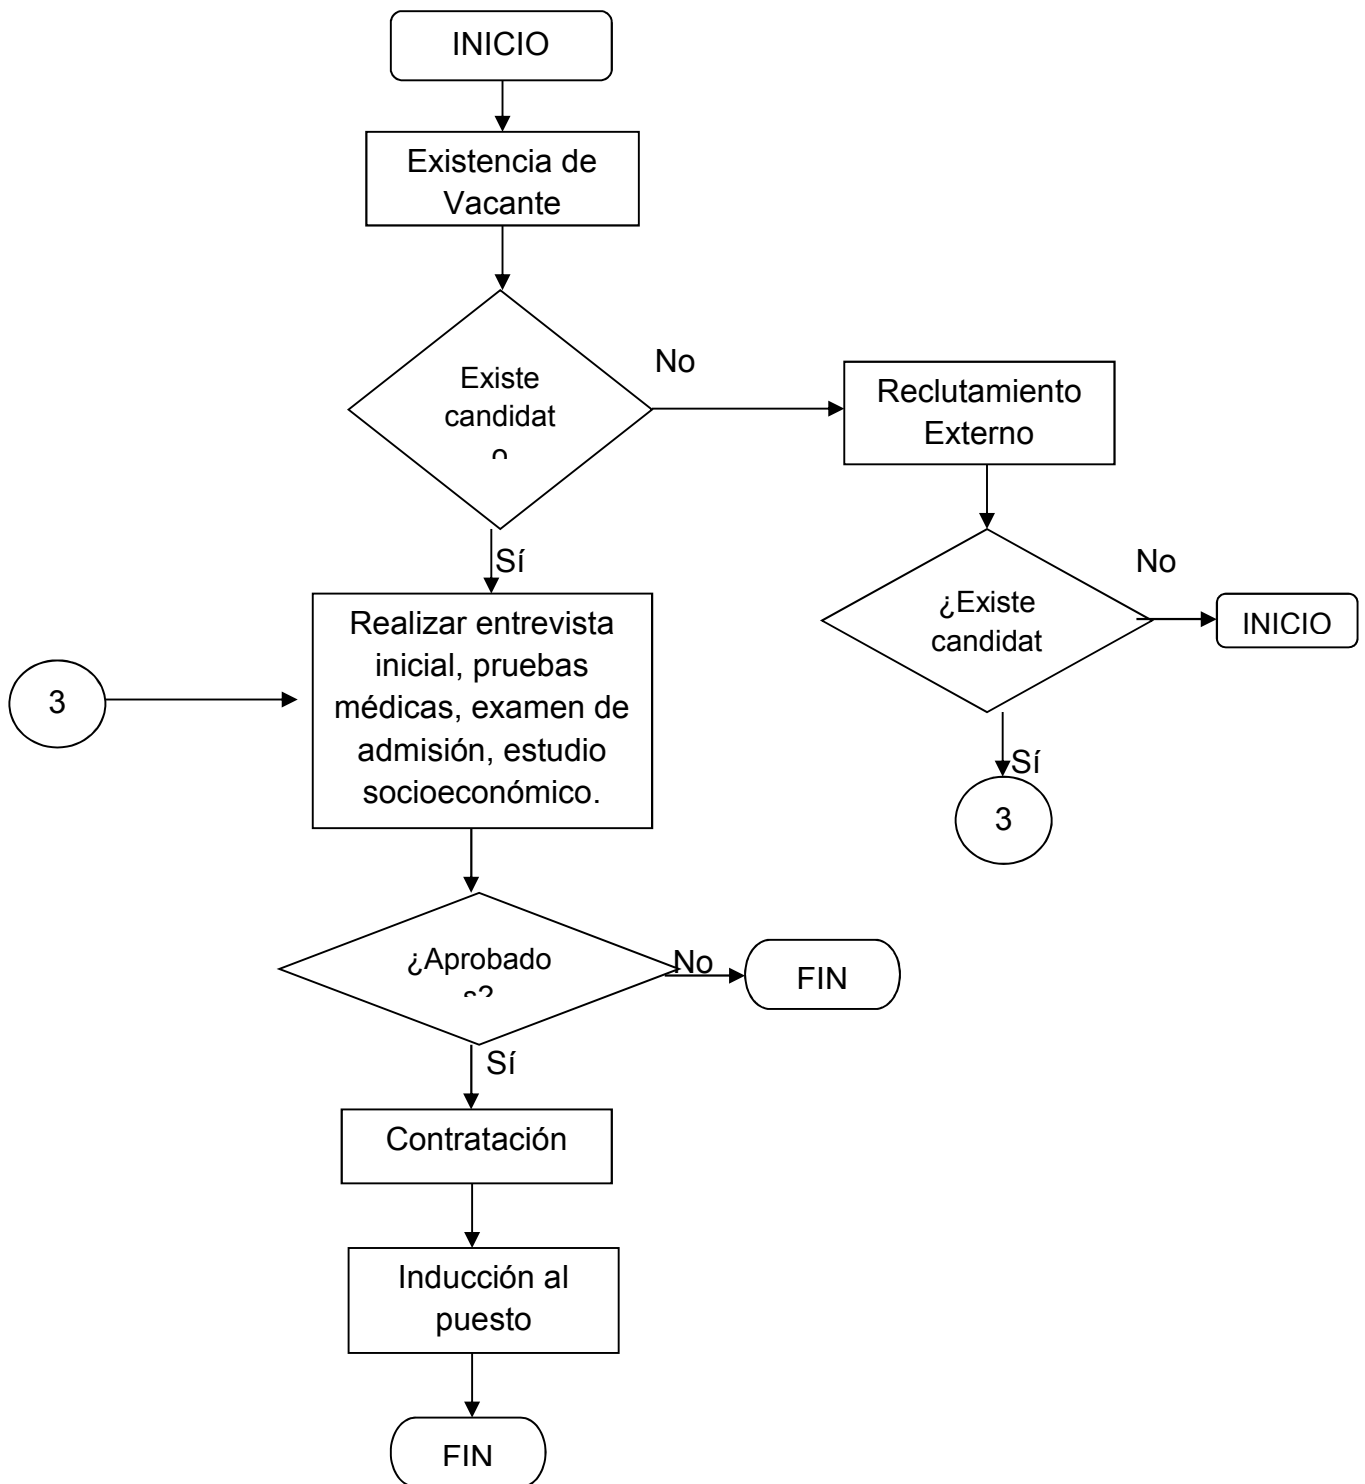 INICIO
Existencia de
Vacante
No
Existe
candidat
o
Reclutamiento
Externo
Sí
No
¿Existe
candidat
INICIO
Realizar entrevista
inicial, pruebas
médicas, examen de
admisión, estudio
socioeconómico.
3
Sí
3
¿Aprobado
s?
No
FIN
Sí
Contratación
Inducción al
puesto
FIN